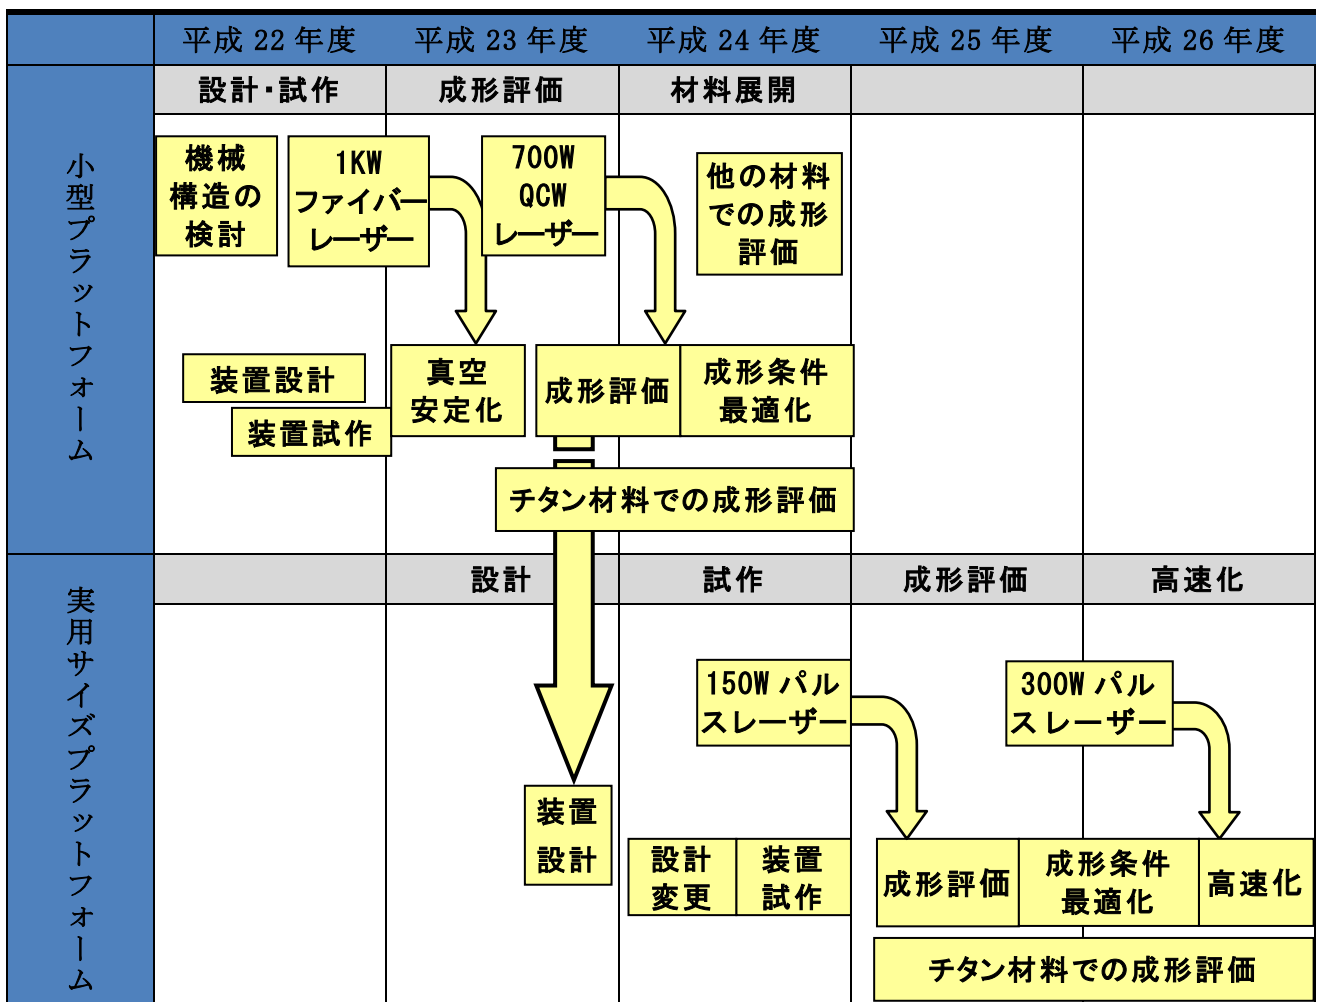 平成 22 年度
平成 23 年度
平成 24 年度
平成 25 年度
平成 26 年度
小型プラットフォーム
設計・試作
成形評価
材料展開
機械
構造の
検討
1KW
ファイバー
レーザー
700W
QCW
レーザー
他の材料
での成形
評価
装置設計
装置試作
真空
安定化
成形評価
成形条件
最適化
チタン材料での成形評価
実用サイズプラットフォーム
設計
試作
成形評価
高速化
150W パル
スレーザー
300W パル
スレーザー
装置
設計
設計
変更
装置
試作
成形評価
成形条件
最適化
高速化
チタン材料での成形評価